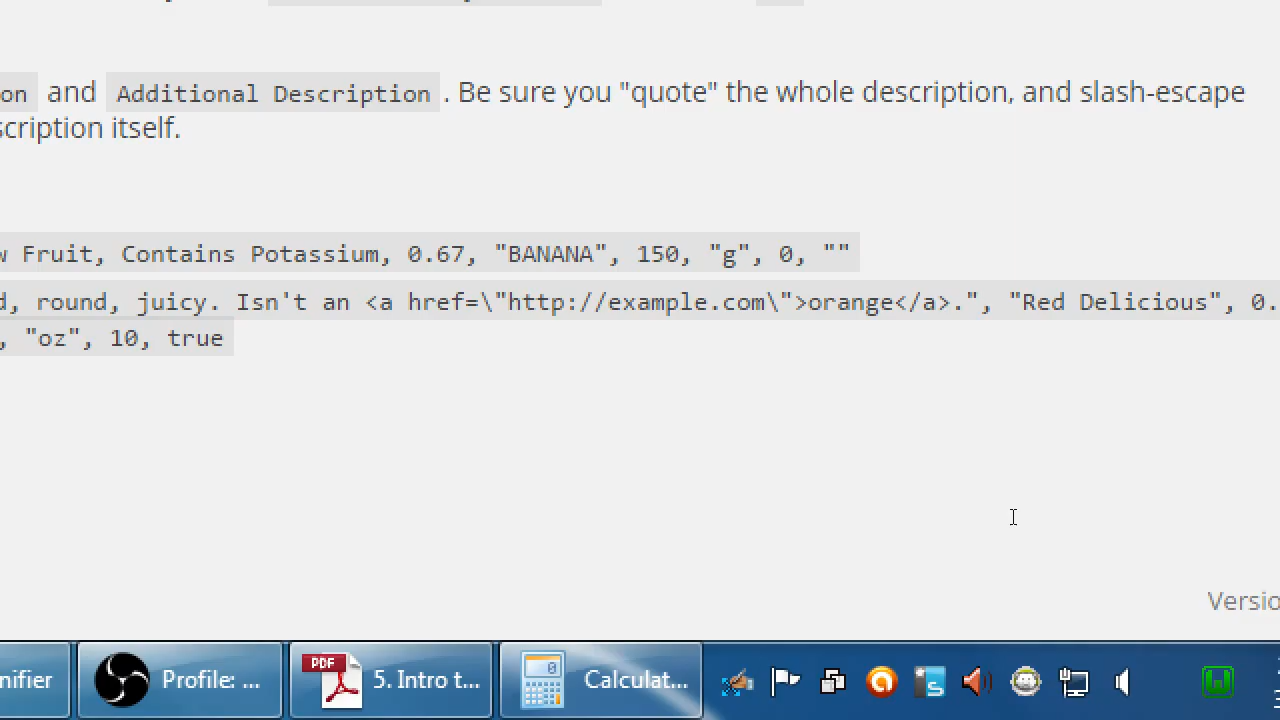 on and Additional Description . Be sure you "quote" the whole description, and slash-escape
scription itself.
w Fruit, Contains Potassium, 0.67, "BANANA", 150, "g", 0, ""
d, round, juicy. Isn't an <a href=\"http://example.com\">orange</a>.", "Red Delicious", 0.
, "oz", 10, true
Versio
nifier Profile: ... PDF 5. Intro t... 0 Calculat...